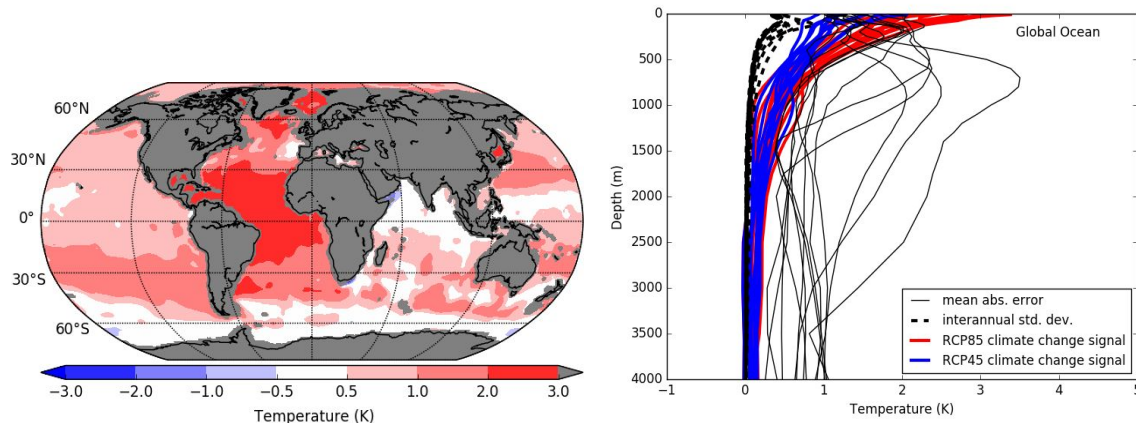 60°N
30°N
0°
30°S
60°S
−3.0 −2.0 −1.0 −0.5 0.5 1.0 2.0 3.0
Temperature (K)
Global Ocean
Depth (m)
0
500
1000
1500
2000
2500
3000
3500
4000
−1 0 1 2 3 4 5
Temperature (K)
mean abs. error
interannual std. dev.
RCP85 climate change signal
RCP45 climate change signal